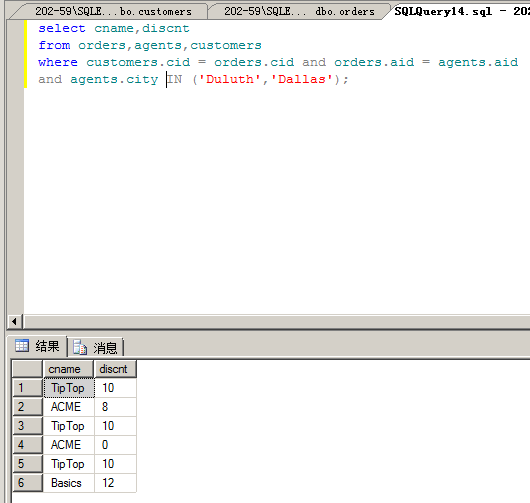 202-59\SQLE...bo.customers 202-59\SQLE... dbo.orders SQLQuery14.sql - 202
select cname,discnt
from orders,agents,customers
where customers.cid = orders.cid and orders.aid = agents.aid
and agents.city IN ('Duluth','Dallas');
结果 消息
cname discnt
1 TipTop 10
2 ACME 8
3 TipTop 10
4 ACME 0
5 TipTop 10
6 Basics 12